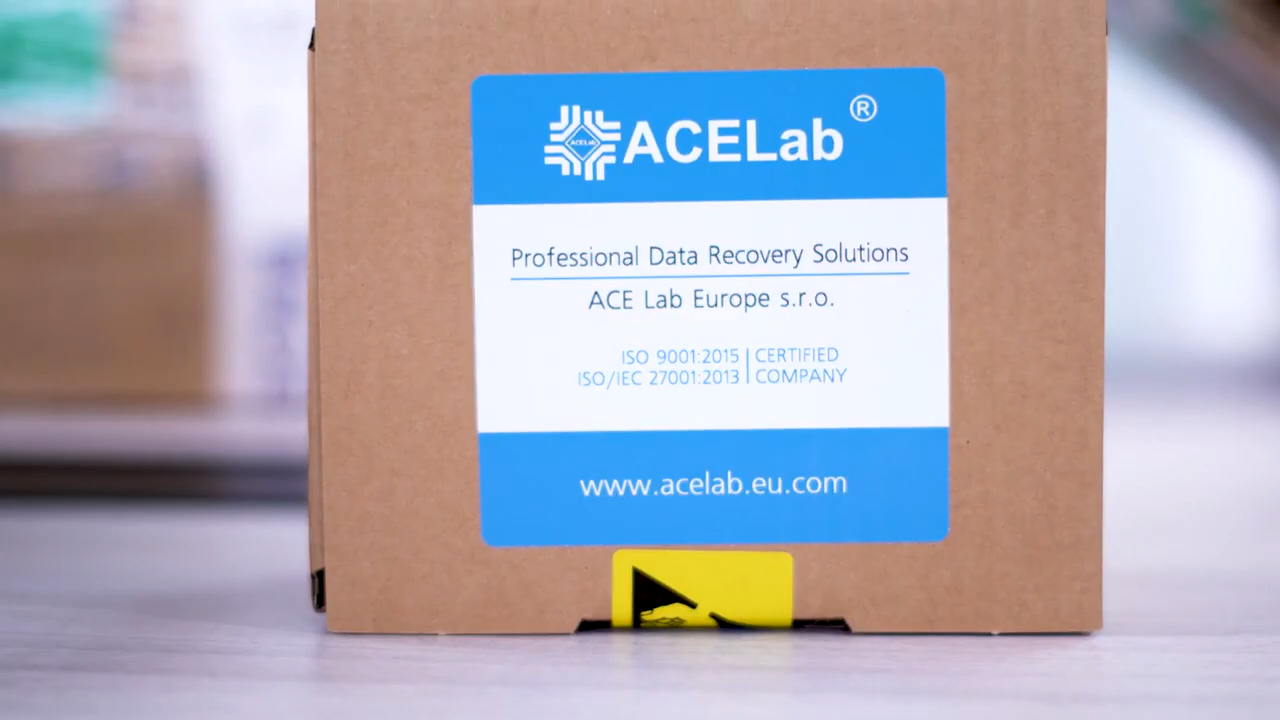 ACELab
ACELab®
Professional Data Recovery Solutions
ACE Lab Europe s.r.o.
ISO 9001:2015 | CERTIFIED
ISO/IEC 27001:2013 | COMPANY
www.acelab.eu.com